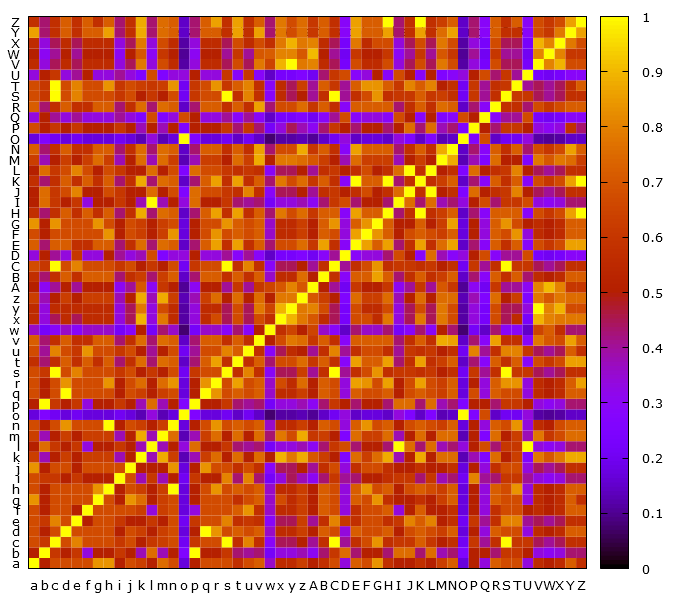 Z
Y
X
W
V
U
T
S
R
Q
P
O
N
M
L
K
J
I
H
G
F
E
D
C
B
A
z
y
x
w
v
u
t
s
r
q
p
o
n
m
l
k
j
i
h
g
f
e
d
c
b
a
a b c d e f g h i j k l m n o p q r s t u v w x y z A B C D E F G H I J K L M N O P Q R S T U V W X Y Z
1
0.9
0.8
0.7
0.6
0.5
0.4
0.3
0.2
0.1
0